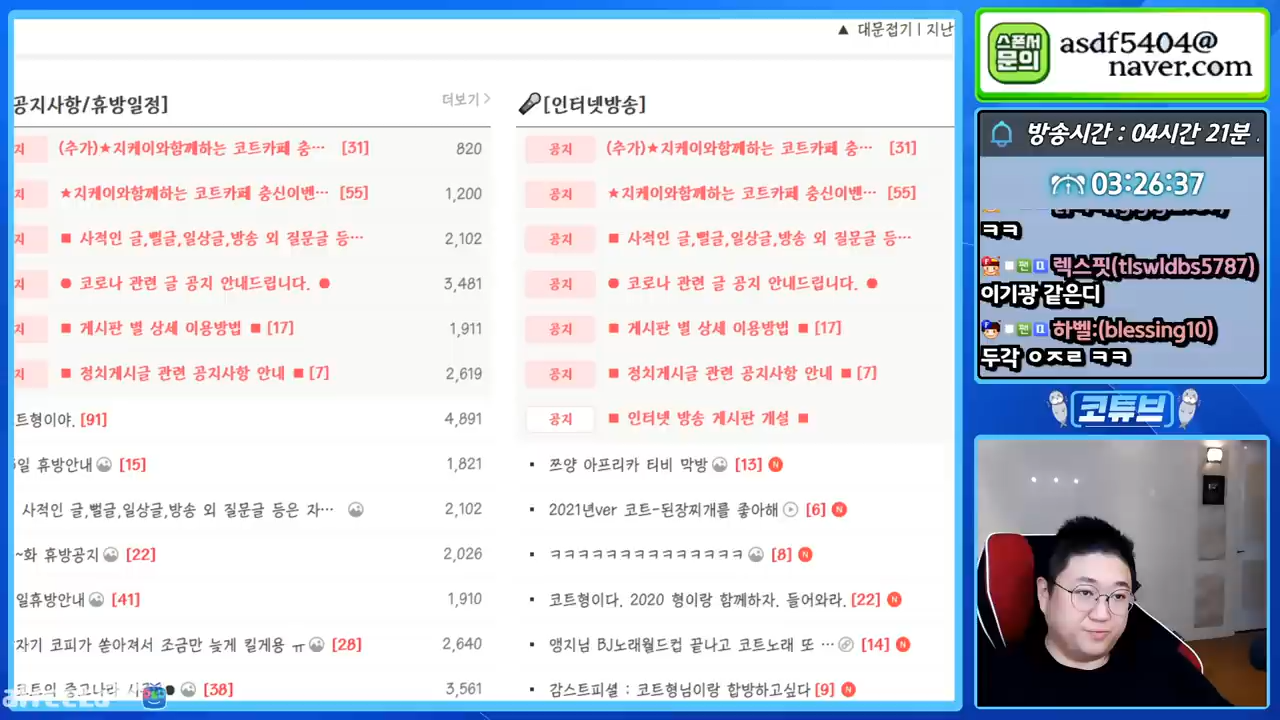 ▲ 대문접기 | 지난
공지사항/휴방일정]
더보기 >
지 (추가)★지케이와함께하는 코트카페 충… [31] 820
지 ★지케이와함께하는 코트카페 충신이벤… [55] 1,200
지 ■ 사적인 글,뻘글,일상글,방송 외 질문글 등… 2,102
지 ● 코로나 관련 글 공지 안내드립니다. ● 3,481
지 ■ 게시판 별 상세 이용방법 ■ [17] 1,911
지 ■ 정치게시글 관련 공지사항 안내 ■ [7] 2,619
트형이야. [91] 4,891
일 휴방안내 [15] 1,821
사적인 글,뻘글,일상글,방송 외 질문글 등은 자… 2,102
~화 휴방공지 [22] 2,026
일휴방안내 [41] 1,910
자기 코피가 쏟아져서 조금만 늦게 킬게용 ㅠ [28] 2,640
코트의 중고나라 [38] 3,561
[인터넷방송]
공지 (추가)★지케이와함께하는 코트카페 충… [31]
공지 ★지케이와함께하는 코트카페 충신이벤… [55]
공지 ■ 사적인 글,뻘글,일상글,방송 외 질문글 등…
공지 ● 코로나 관련 글 공지 안내드립니다. ●
공지 ■ 게시판 별 상세 이용방법 ■ [17]
공지 ■ 정치게시글 관련 공지사항 안내 ■ [7]
공지 ■ 인터넷 방송 게시판 개설 ■
• 쯔양 아프리카 티비 막방 [13] N
• 2021년ver 코트-된장찌개를 좋아해 [6] N
• ㅋㅋㅋㅋㅋㅋㅋㅋㅋㅋㅋㅋㅋㅋ [8] N
• 코트형이다. 2020 형이랑 함께하자. 들어와라. [22] N
• 앵지님 BJ노래월드컵 끝나고 코트노래 또 … [14] N
• 감스트피셜 : 코트형님이랑 합방하고싶다 [9] N
스폰서
문의
asdf5404@
naver.com
방송시간 : 04시간 21분
03:26:37
ㅋㅋ
팬 렉스핏(tlswldbs5787)
이기광 같은디
팬 하벨:(blessing10)
두각 ㅇㅈㄹ ㅋㅋ
코튜브